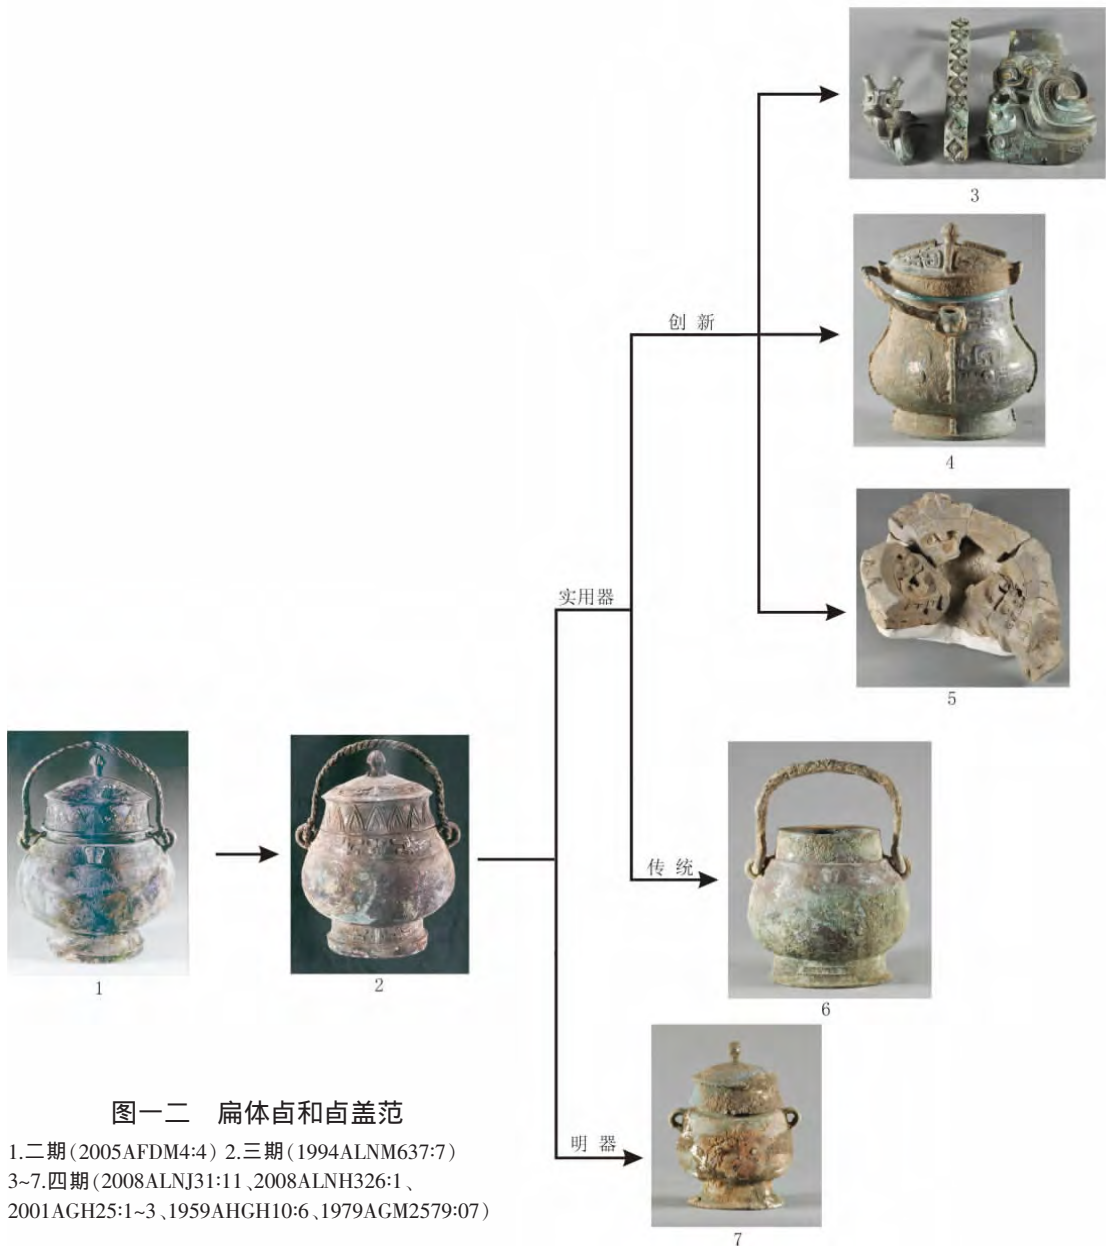 3
创 新
4
实用器
5
1
2
传 统
6
图一二 扁体卣和卣盖范
1.二期(2005AFDM4:4) 2.三期(1994ALNM637:7)
3~7.四期(2008ALNJ31:11、2008ALNH326:1、
2001AGH25:1~3、1959AHGH10:6、1979AGM2579:07)
明 器
7